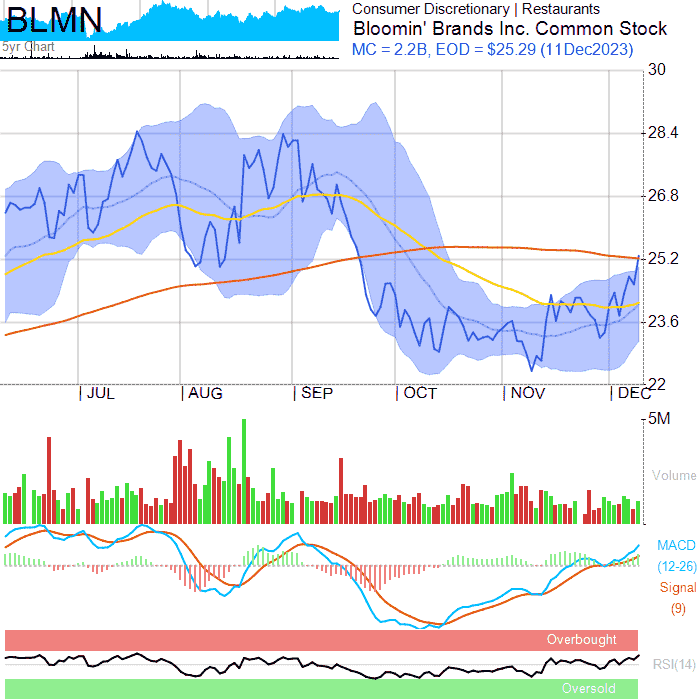 BLMN
5yr Chart
Consumer Discretionary | Restaurants
Bloomin' Brands Inc. Common Stock
MC = 2.2B, EOD = $25.29 (11Dec2023)
30
28.4
26.8
25.2
23.6
22
JUL AUG SEP OCT NOV DEC
5M
Volume
MACD
(12-26)
Signal
(9)
Overbought
RSI(14)
Oversold